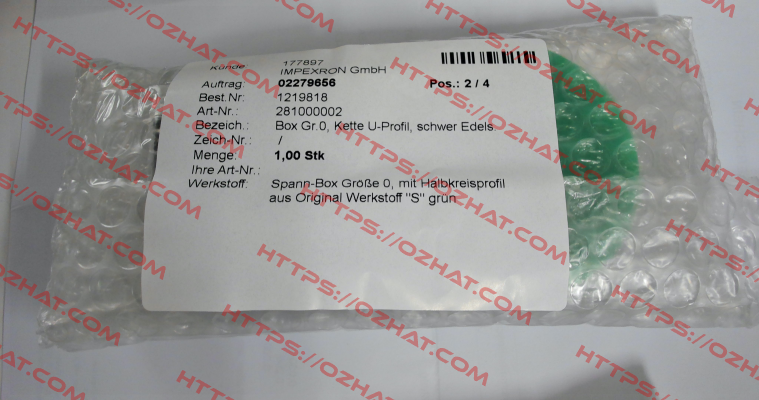 Kunde 177897
IMPEXRON GmbH
Auftrag: 02279656 Pos.: 2 / 4
Best.Nr: 1219818
Art-Nr.: 281000002
Bezeich.: Box Gr.0, Kette U-Profil, schwer Edels
Zeich-Nr.: /
Menge: 1,00 Stk
Ihre Art-Nr.:
Werkstoff: Spann-Box Größe 0, mit Halbkreisprofil
aus Original Werkstoff "S" grün
HTTPS://OZHAT.COM